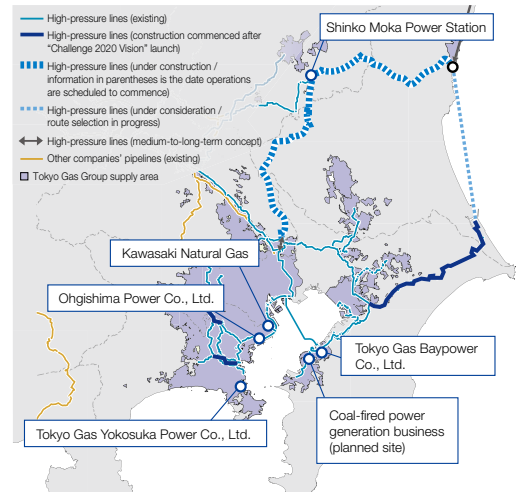 High-pressure lines (existing)
High-pressure lines (construction commenced after
“Challenge 2020 Vision” launch)
High-pressure lines (under construction /
information in parentheses is the date operations
are scheduled to commence)
High-pressure lines (under consideration /
route selection in progress)
High-pressure lines (medium-to-long-term concept)
Other companies’ pipelines (existing)
Tokyo Gas Group supply area
Shinko Moka Power Station
Kawasaki Natural Gas
Ohgishima Power Co., Ltd.
Tokyo Gas Baypower
Co., Ltd.
Coal-fired power
generation business
(planned site)
Tokyo Gas Yokosuka Power Co., Ltd.